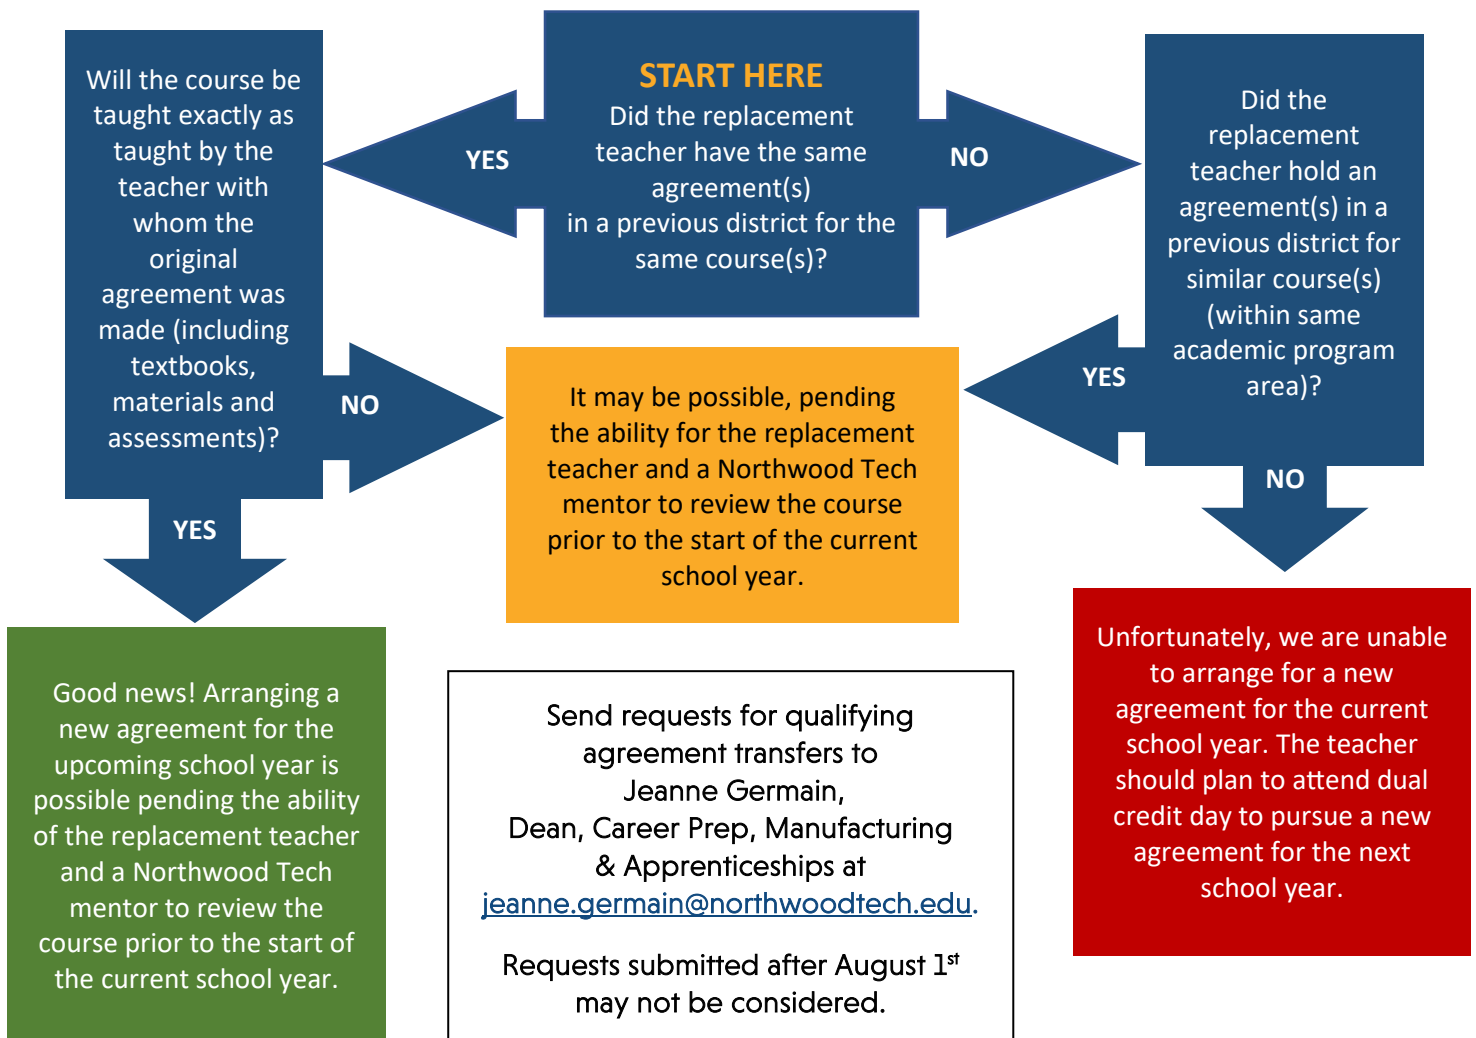 START HERE
Did the replacement
teacher have the same
agreement(s)
in a previous district for the
same course(s)?
YES
NO
Will the course be
taught exactly as
taught by the
teacher with
whom the
original
agreement was
made (including
textbooks,
materials and
assessments)?
NO
YES
Did the
replacement
teacher hold an
agreement(s) in a
previous district for
similar course(s)
(within same
academic program
area)?
YES
NO
It may be possible, pending
the ability for the replacement
teacher and a Northwood Tech
mentor to review the course
prior to the start of the current
school year.
Good news! Arranging a
new agreement for the
upcoming school year is
possible pending the ability
of the replacement teacher
and a Northwood Tech
mentor to review the
course prior to the start of
the current school year.
Send requests for qualifying
agreement transfers to
Jeanne Germain,
Dean, Career Prep, Manufacturing
& Apprenticeships at
jeanne.germain@northwoodtech.edu.
Requests submitted after August 1st
may not be considered.
Unfortunately, we are unable
to arrange for a new
agreement for the current
school year. The teacher
should plan to attend dual
credit day to pursue a new
agreement for the next
school year.